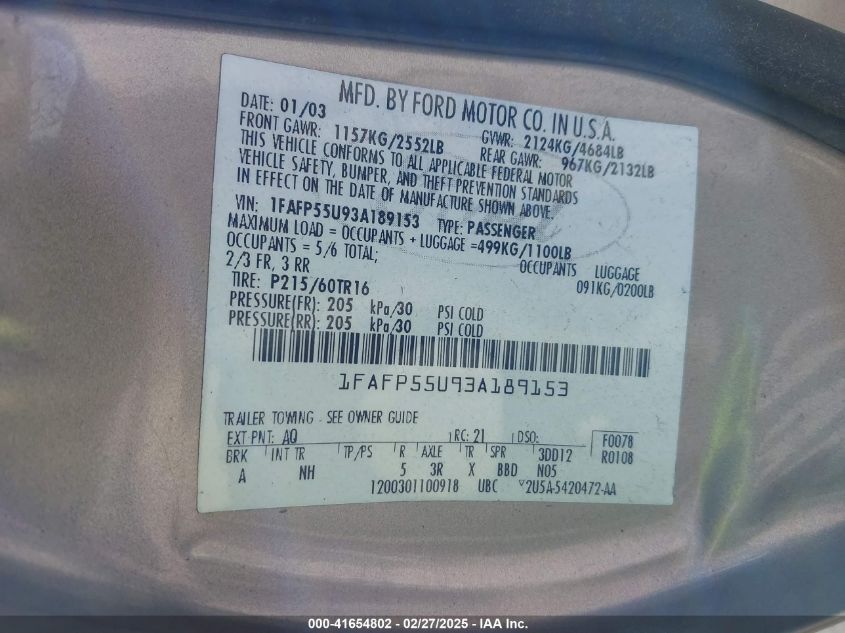 MFD. BY FORD MOTOR CO. IN U.S.A.
DATE: 01/03 GVWR: 2124KG/4684LB
FRONT GAWR: 1157KG/2552LB REAR GAWR: 967KG/2132LB
THIS VEHICLE CONFORMS TO ALL APPLICABLE FEDERAL MOTOR
VEHICLE SAFETY, BUMPER, AND THEFT PREVENTION STANDARDS
IN EFFECT ON THE DATE OF MANUFACTURE SHOWN ABOVE.
VIN: 1FAFP55U93A189153 TYPE: PASSENGER
MAXIMUM LOAD = OCCUPANTS + LUGGAGE =499KG/1100LB
OCCUPANTS = 5/6 TOTAL; OCCUPANTS LUGGAGE
2/3 FR, 3 RR 091KG/0200LB
TIRE: P215/60TR16
PRESSURE(FR): 205 kPa/30 PSI COLD
PRESSURE(RR): 205 kPa/30 PSI COLD
1FAFP55U93A189153
TRAILER TOWING - SEE OWNER GUIDE
EXT PNT: AQ RC: 21 DSO: F0078
BRK INT TR TP/PS R AXLE TR SPR 3DD12 R0108
A NH 5 3R X BBD N05
1200301100918 UBC V2U5A-5420472-AA
000-41654802 - 02/27/2025 - IAA Inc.